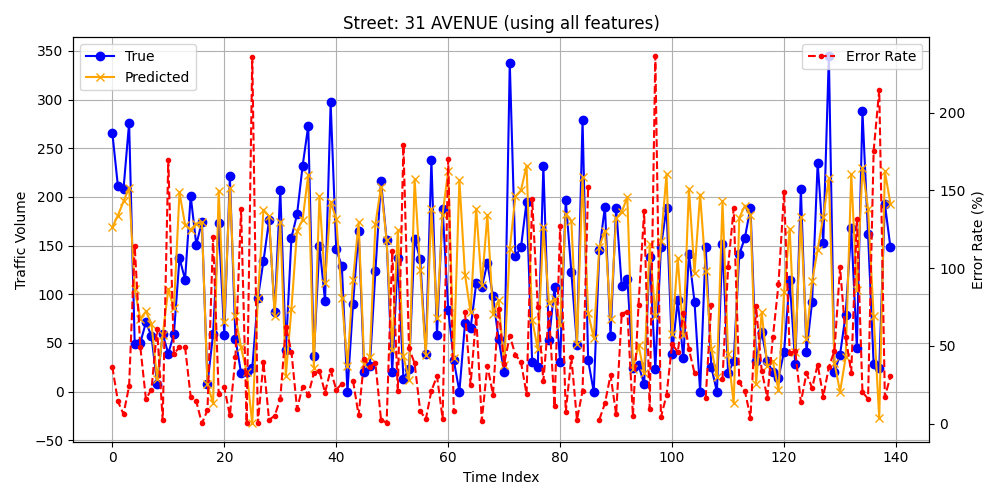 Street: 31 AVENUE (using all features)
True
Predicted
Error Rate
350
300
250
200
150
100
50
0
−50
Traffic Volume
200
150
100
50
0
Error Rate (%)
0 20 40 60 80 100 120 140
Time Index